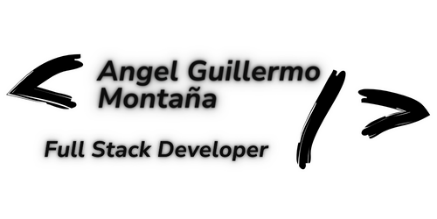 < Angel Guillermo
Montaña />
Full Stack Developer